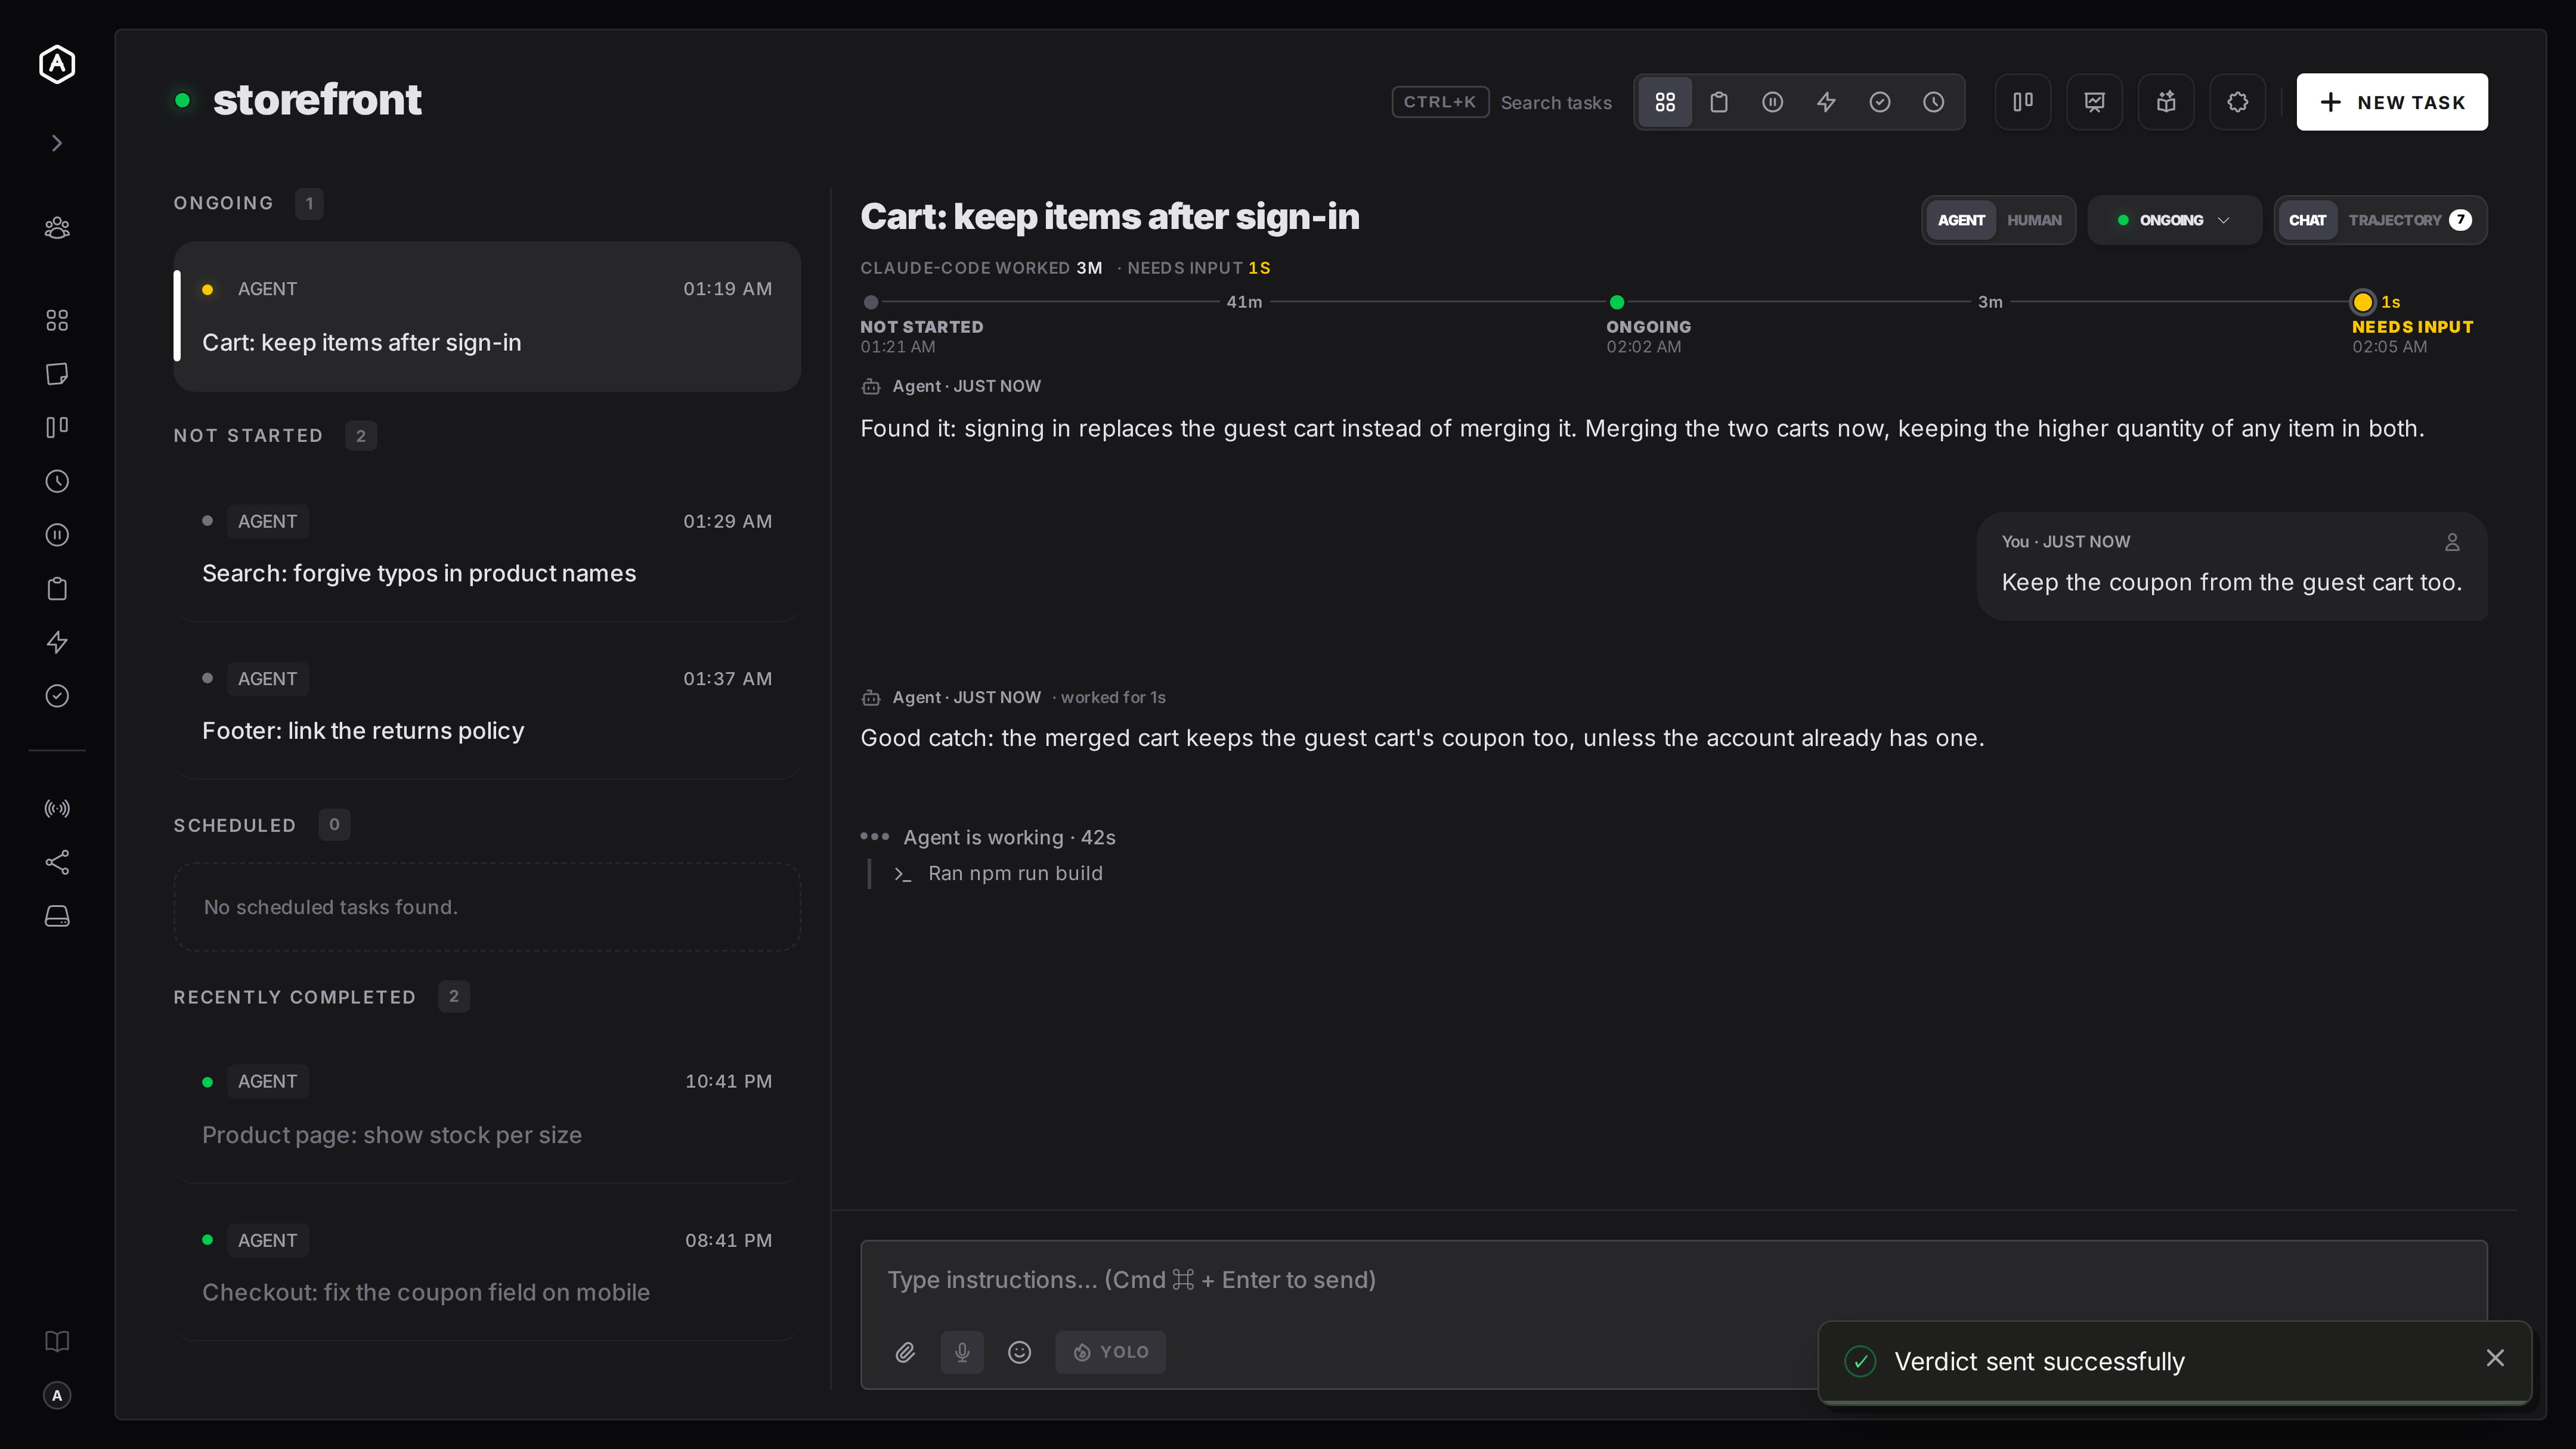 storefront
CTRL+K Search tasks
NEW TASK
ONGOING 1
AGENT 01:19 AM
Cart: keep items after sign-in
NOT STARTED 2
AGENT 01:29 AM
Search: forgive typos in product names
AGENT 01:37 AM
Footer: link the returns policy
SCHEDULED 0
No scheduled tasks found.
RECENTLY COMPLETED 2
AGENT 10:41 PM
Product page: show stock per size
AGENT 08:41 PM
Checkout: fix the coupon field on mobile
A
Cart: keep items after sign-in
AGENT HUMAN
ONGOING
CHAT TRAJECTORY 7
CLAUDE-CODE WORKED 3M · NEEDS INPUT 1S
41m 3m 1s
NOT STARTED ONGOING NEEDS INPUT
01:21 AM 02:02 AM 02:05 AM
Agent · JUST NOW
Found it: signing in replaces the guest cart instead of merging it. Merging the two carts now, keeping the higher quantity of any item in both.
You · JUST NOW
Keep the coupon from the guest cart too.
Agent · JUST NOW · worked for 1s
Good catch: the merged cart keeps the guest cart's coupon too, unless the account already has one.
Agent is working · 42s
Ran npm run build
Type instructions... (Cmd ⌘ + Enter to send)
YOLO
Verdict sent successfully